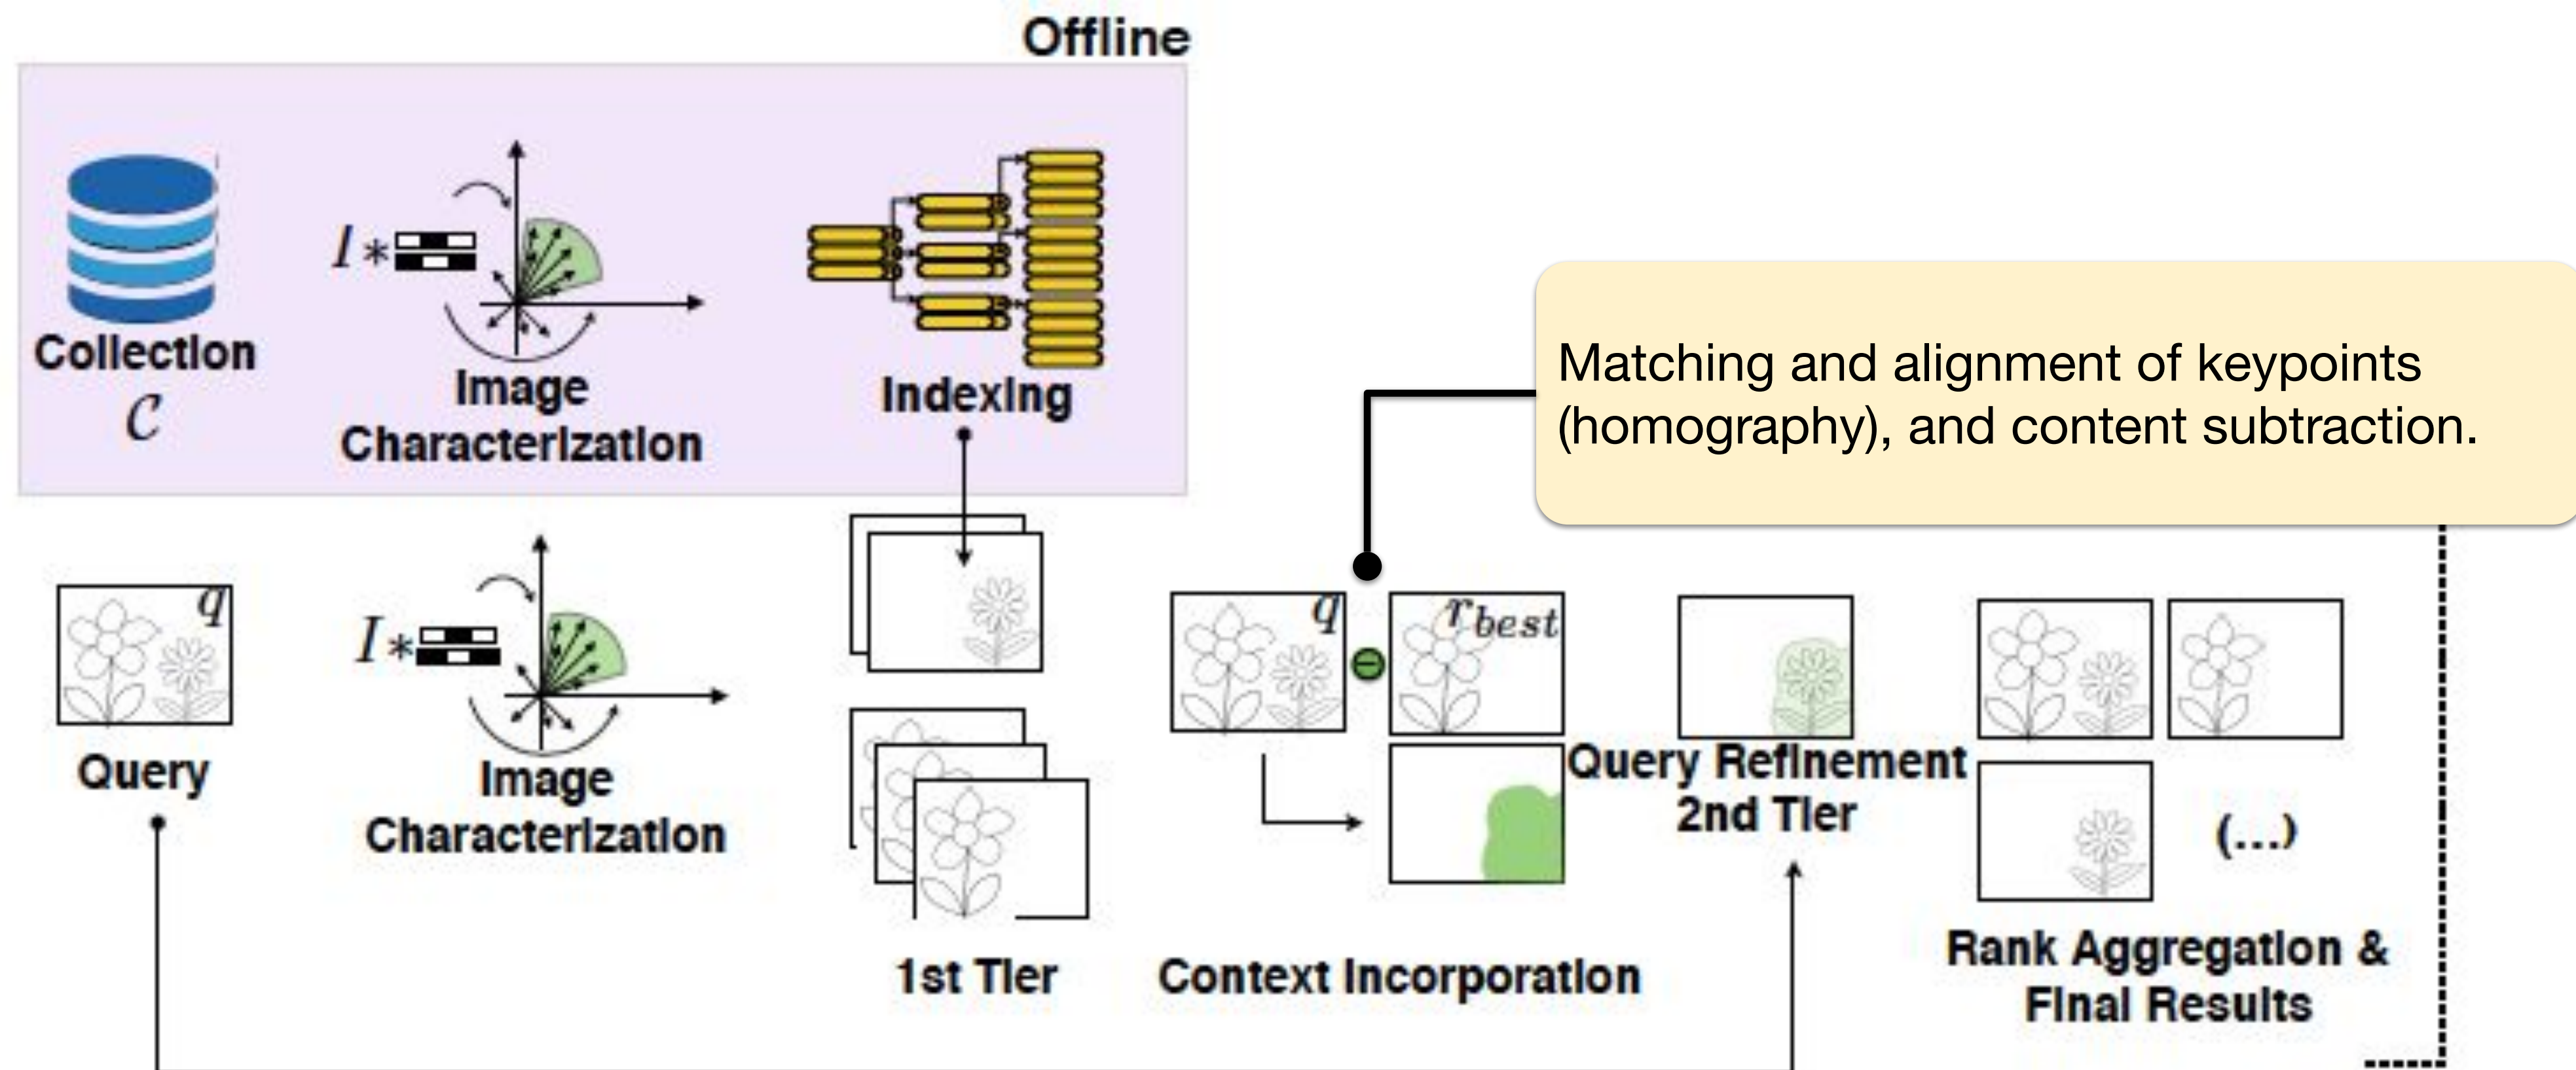 Offline
Collection
C
I *
Image
Characterization
Indexing
Matching and alignment of keypoints
(homography), and content subtraction.
q
Query
I *
Image
Characterization
1st Tier
q
r_best
Context Incorporation
Query Refinement
2nd Tier
(...)
Rank Aggregation &
Final Results